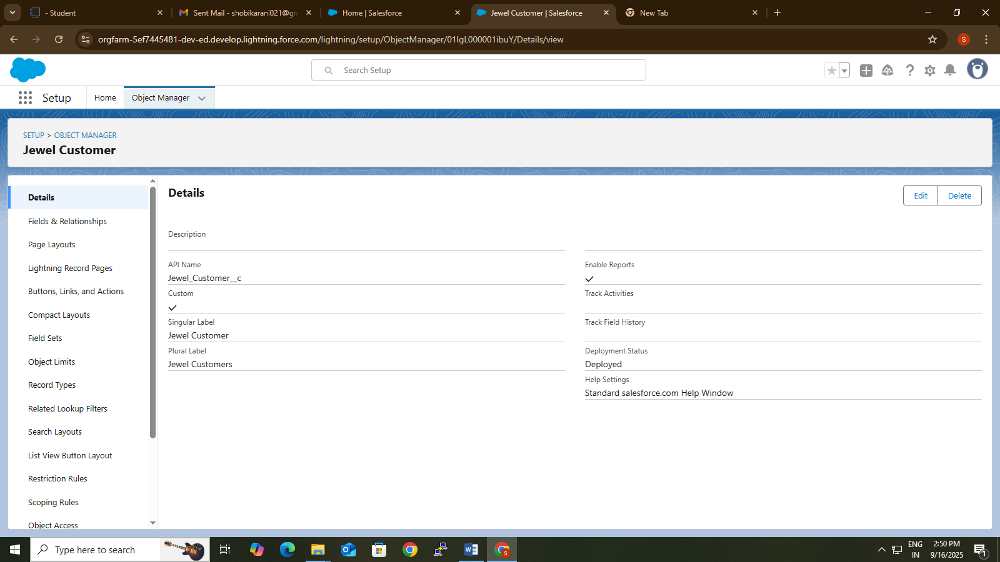 - Student
Sent Mail - shobikarani021@gm
Home | Salesforce
Jewel Customer | Salesforce
New Tab
orgfarm-5ef7445481-dev-ed.develop.lightning.force.com/lightning/setup/ObjectManager/01IgL000001ibuY/Details/view
S
Search Setup
Setup
Home
Object Manager
SETUP > OBJECT MANAGER
Jewel Customer
Details
Fields & Relationships
Page Layouts
Lightning Record Pages
Buttons, Links, and Actions
Compact Layouts
Field Sets
Object Limits
Record Types
Related Lookup Filters
Search Layouts
List View Button Layout
Restriction Rules
Scoping Rules
Object Access
Details
Edit
Delete
Description
API Name
Jewel_Customer__c
Custom
Singular Label
Jewel Customer
Plural Label
Jewel Customers
Enable Reports
Track Activities
Track Field History
Deployment Status
Deployed
Help Settings
Standard salesforce.com Help Window
Type here to search
ENG
IN
2:50 PM
9/16/2025
1